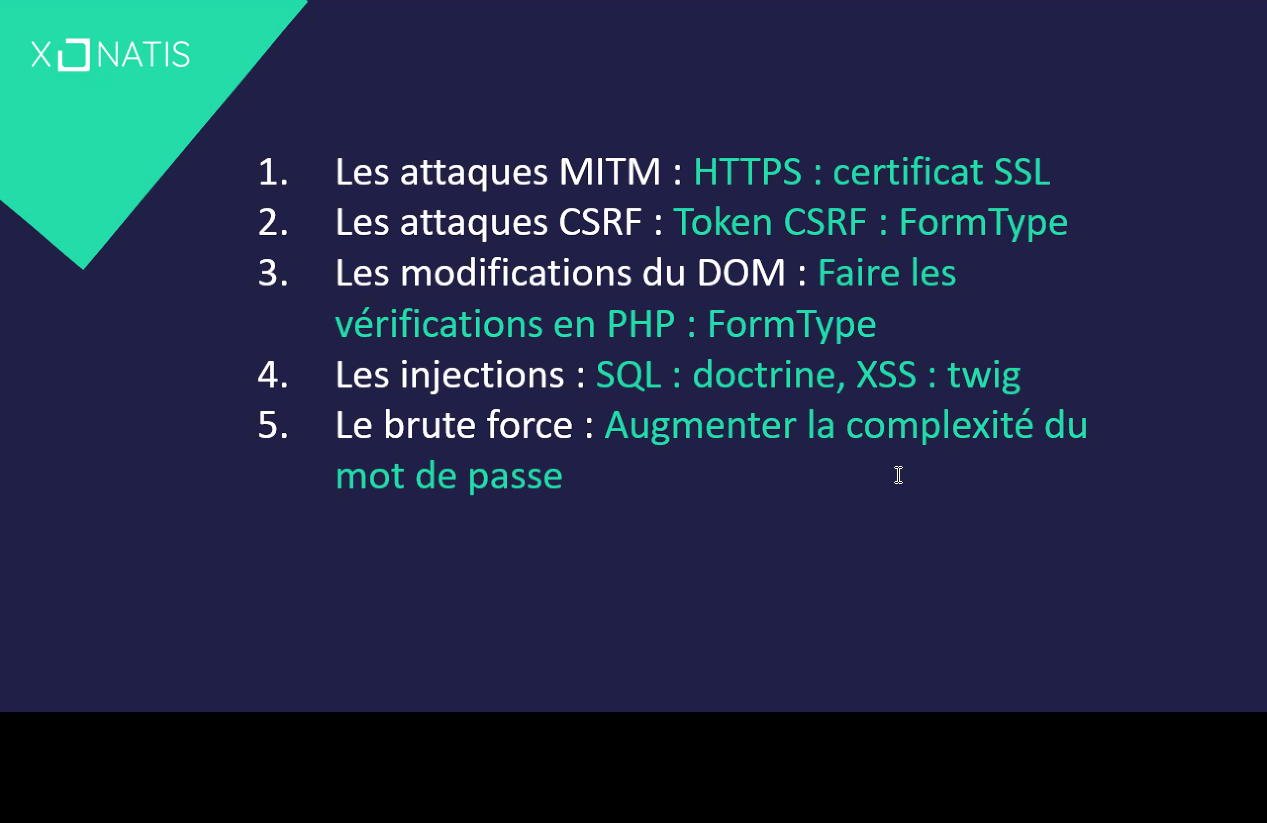 XONATIS
1. Les attaques MITM : HTTPS : certificat SSL
2. Les attaques CSRF : Token CSRF : FormType
3. Les modifications du DOM : Faire les
vérifications en PHP : FormType
4. Les injections : SQL : doctrine, XSS : twig
5. Le brute force : Augmenter la complexité du
mot de passe